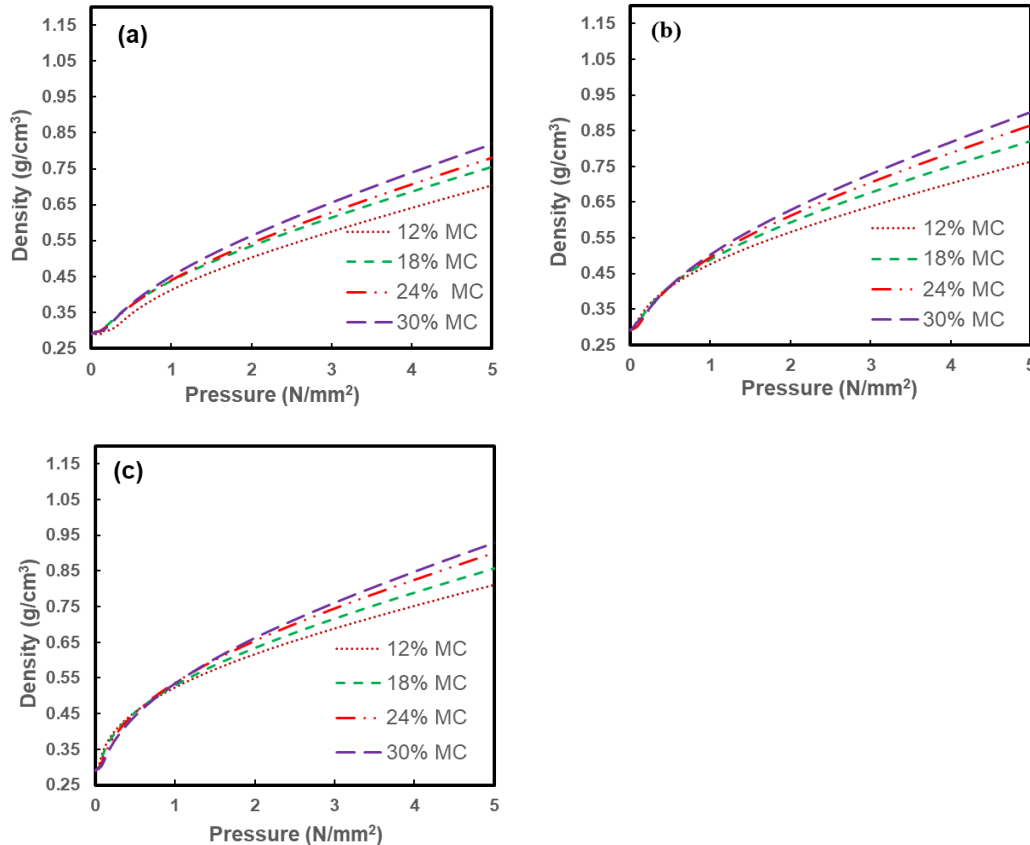 (a)
Density (g/cm³)
1.15
1.05
0.95
0.85
0.75
0.65
0.55
0.45
0.35
0.25
12% MC
18% MC
24% MC
30% MC
0 1 2 3 4 5
Pressure (N/mm²)
(b)
Density (g/cm³)
1.15
1.05
0.95
0.85
0.75
0.65
0.55
0.45
0.35
0.25
12% MC
18% MC
24% MC
30% MC
0 1 2 3 4 5
Pressure (N/mm²)
(c)
Density (g/cm³)
1.15
1.05
0.95
0.85
0.75
0.65
0.55
0.45
0.35
0.25
12% MC
18% MC
24% MC
30% MC
0 1 2 3 4 5
Pressure (N/mm²)